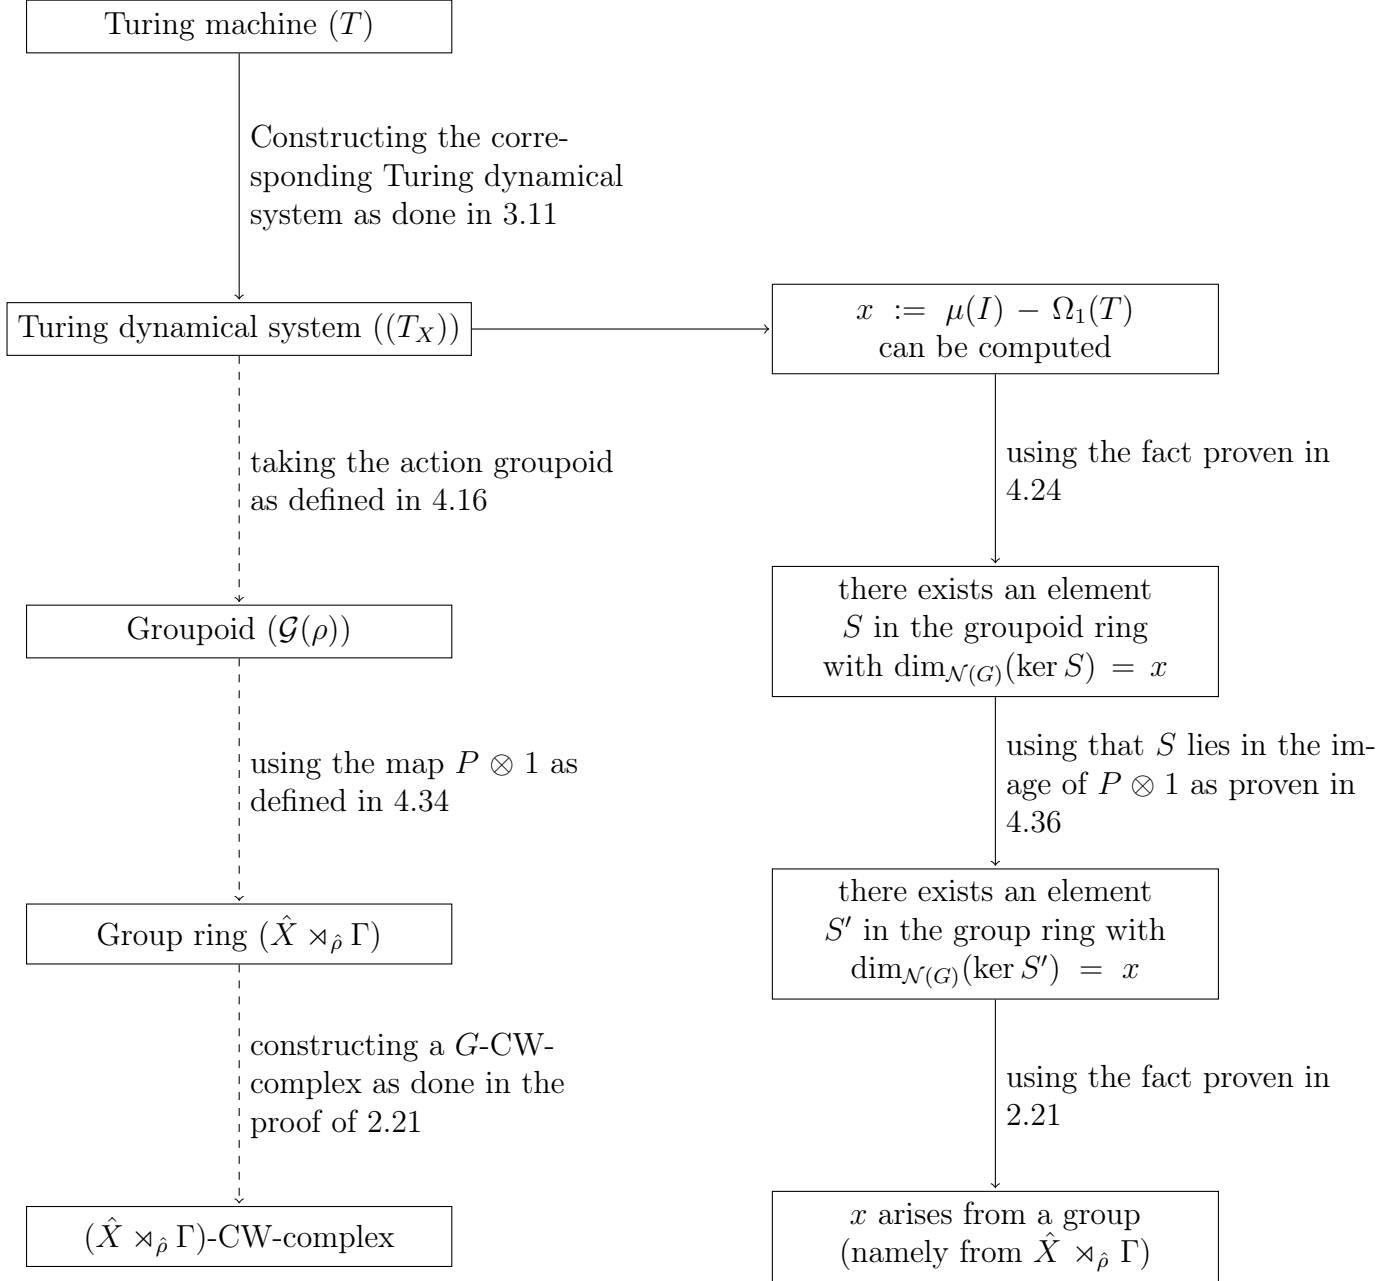 Turing machine (T)
Constructing the corre-
sponding Turing dynamical
system as done in 3.11
Turing dynamical system ((T_X))
x := μ(I) − Ω₁(T)
can be computed
taking the action groupoid
as defined in 4.16
using the fact proven in
4.24
Groupoid (𝒢(ρ))
there exists an element
S in the groupoid ring
with dim_𝒩(G)(ker S) = x
using the map P ⊗ 1 as
defined in 4.34
using that S lies in the im-
age of P ⊗ 1 as proven in
4.36
Group ring (X̂ ⋊_ρ̂ Γ)
there exists an element
S′ in the group ring with
dim_𝒩(G)(ker S′) = x
constructing a G-CW-
complex as done in the
proof of 2.21
using the fact proven in
2.21
(X̂ ⋊_ρ̂ Γ)-CW-complex
x arises from a group
(namely from X̂ ⋊_ρ̂ Γ)